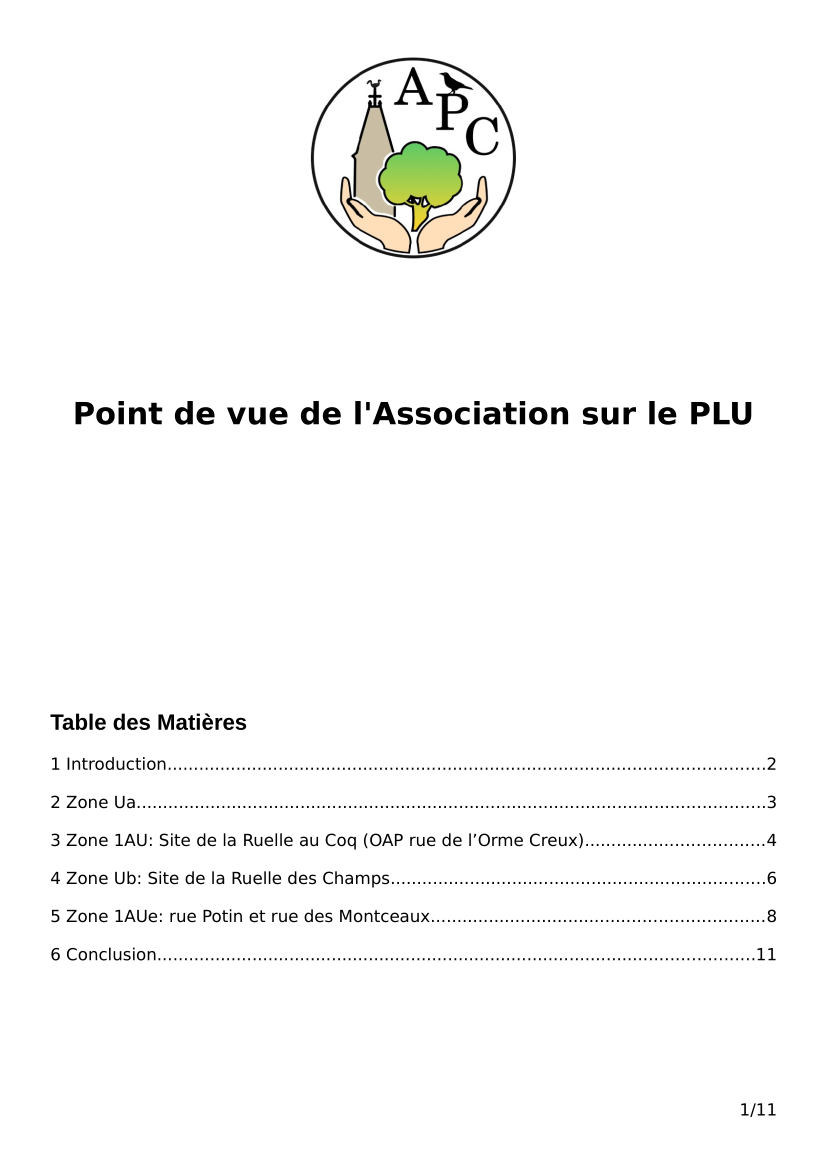 A P C
Point de vue de l'Association sur le PLU
Table des Matières
1 Introduction....................................................................................................................2
2 Zone Ua..........................................................................................................................3
3 Zone 1AU: Site de la Ruelle au Coq (OAP rue de l’Orme Creux)..................................4
4 Zone Ub: Site de la Ruelle des Champs........................................................................6
5 Zone 1AUe: rue Potin et rue des Montceaux................................................................8
6 Conclusion....................................................................................................................11
1/11